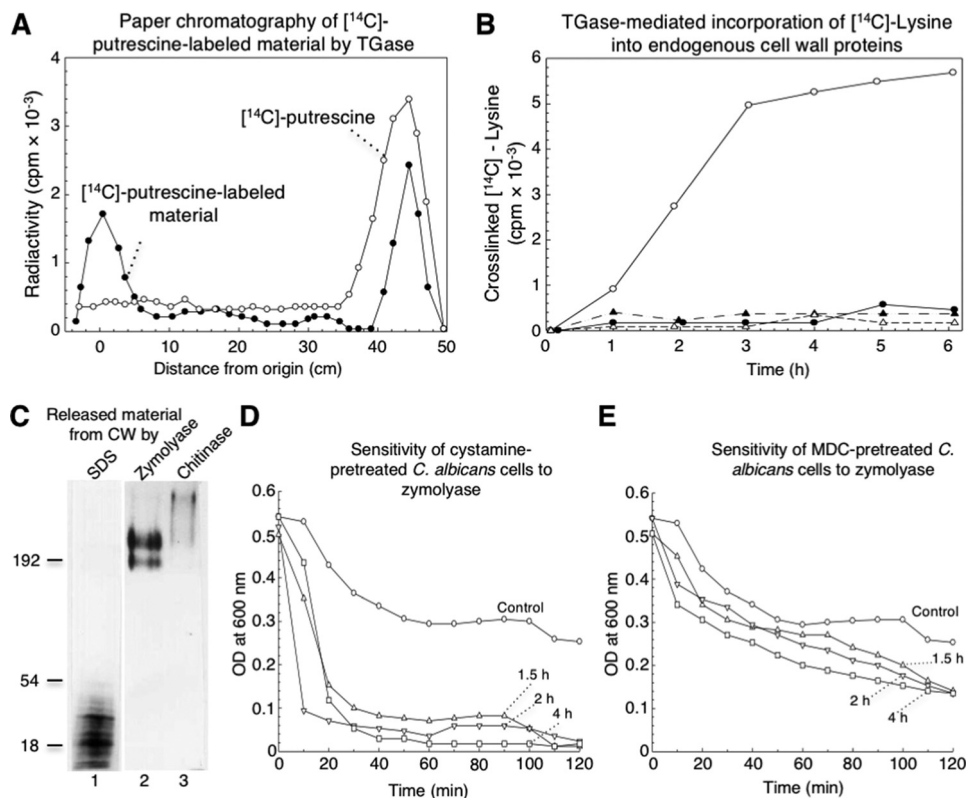 A
Paper chromatography of [¹⁴C]-
putrescine-labeled material by TGase
Radiactivity (cpm × 10⁻³)
4
3
2
1
0
[¹⁴C]-putrescine
[¹⁴C]-putrescine-labeled
material
0 10 20 30 40 50
Distance from origin (cm)
B
TGase-mediated incorporation of [¹⁴C]-Lysine
into endogenous cell wall proteins
Crosslinked [¹⁴C] - Lysine
(cpm × 10⁻³)
6
5
4
3
2
1
0
0 1 2 3 4 5 6
Time (h)
C
Released material
from CW by
SDS
Zymolyase
Chitinase
192
54
18
1 2 3
D
Sensitivity of cystamine-
pretreated C. albicans cells to
zymolyase
OD at 600 nm
0.6
0.5
0.4
0.3
0.2
0.1
0
Control
1.5 h
2 h
4 h
0 20 40 60 80 100 120
Time (min)
E
Sensitivity of MDC-pretreated C.
albicans cells to zymolyase
OD at 600 nm
0.6
0.5
0.4
0.3
0.2
0.1
0
Control
1.5 h
2 h
4 h
0 20 40 60 80 100 120
Time (min)